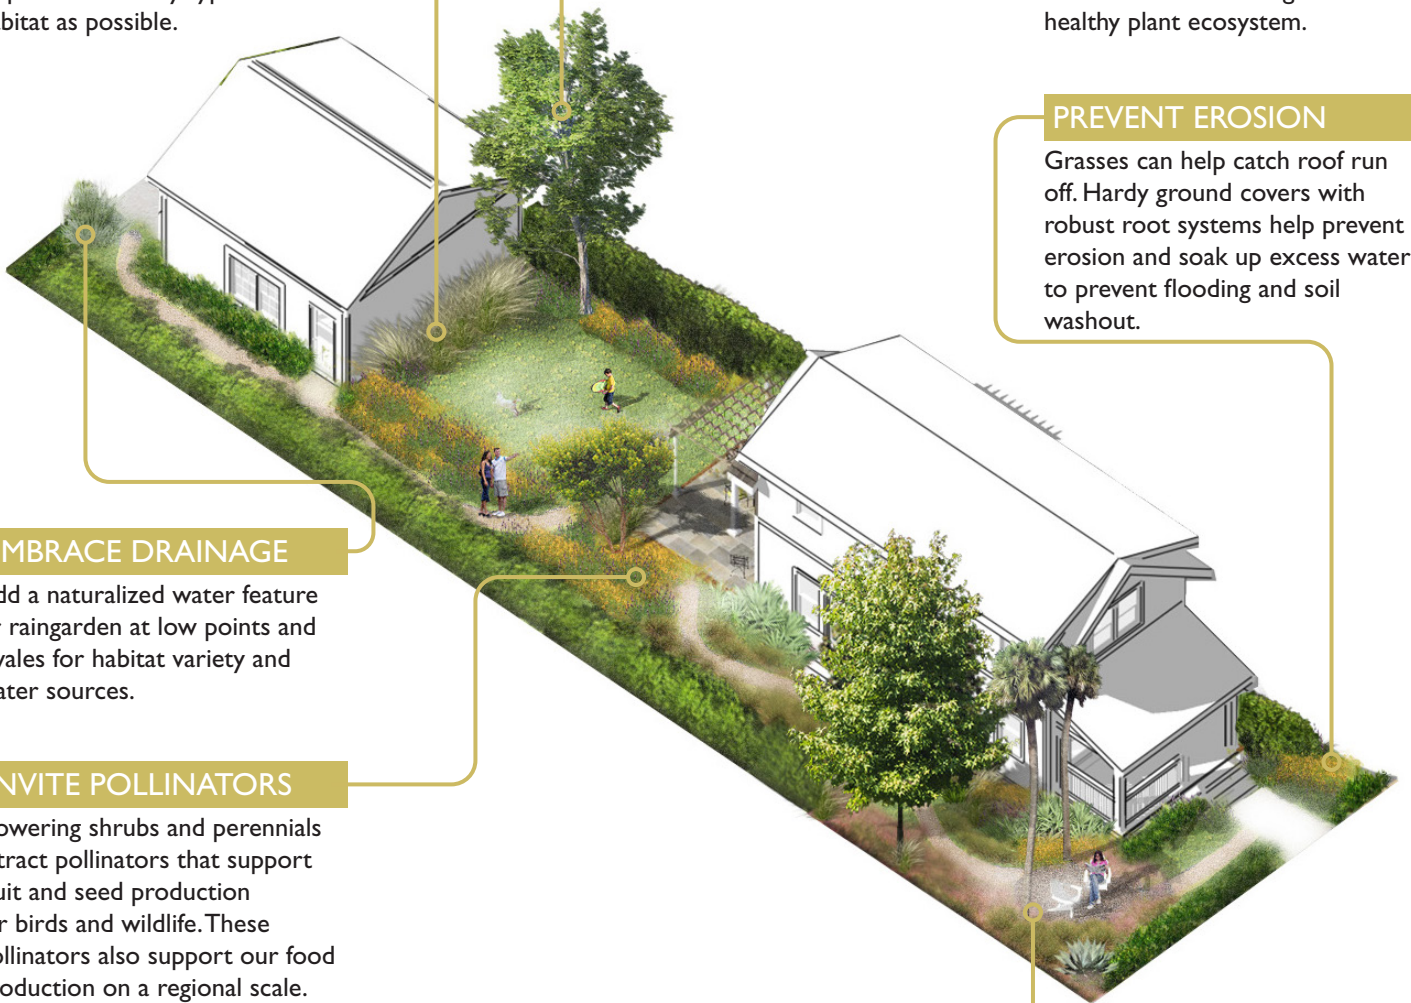 abitat as possible.
healthy plant ecosystem.
PREVENT EROSION
Grasses can help catch roof run
off. Hardy ground covers with
robust root systems help prevent
erosion and soak up excess water
to prevent flooding and soil
washout.
MBRACE DRAINAGE
dd a naturalized water feature
r raingarden at low points and
vales for habitat variety and
ater sources.
NVITE POLLINATORS
owering shrubs and perennials
tract pollinators that support
uit and seed production
r birds and wildlife. These
ollinators also support our food
roduction on a regional scale.